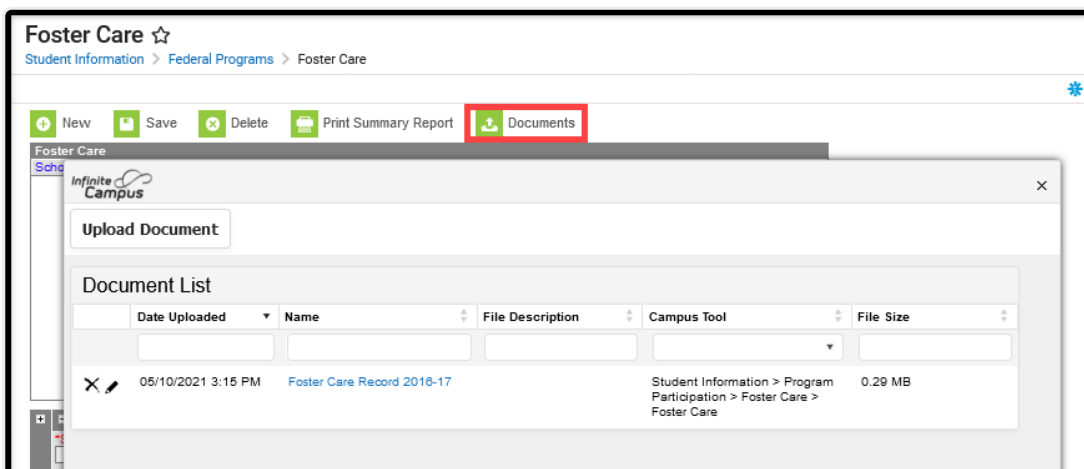 Foster Care
Student Information > Federal Programs > Foster Care
New Save Delete Print Summary Report Documents
Foster Care
Infinite
Campus
Upload Document
Document List
Date Uploaded Name File Description Campus Tool File Size
05/10/2021 3:15 PM Foster Care Record 2016-17 Student Information > Program 0.29 MB
Participation > Foster Care >
Foster Care